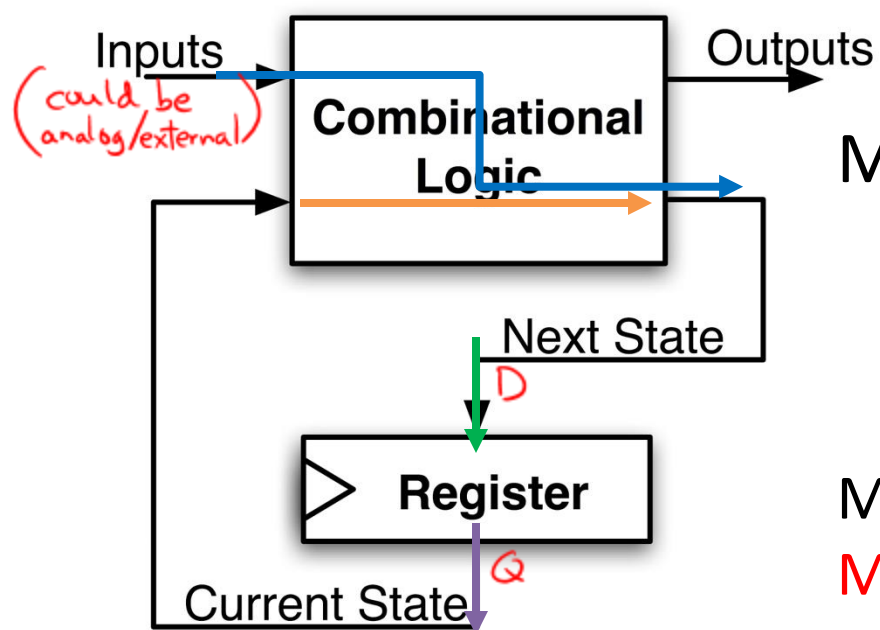 Inputs
(could be
analog/external)
Outputs
Combinational
Logic
M
Next State
D
Register
M
Q
M
Current State